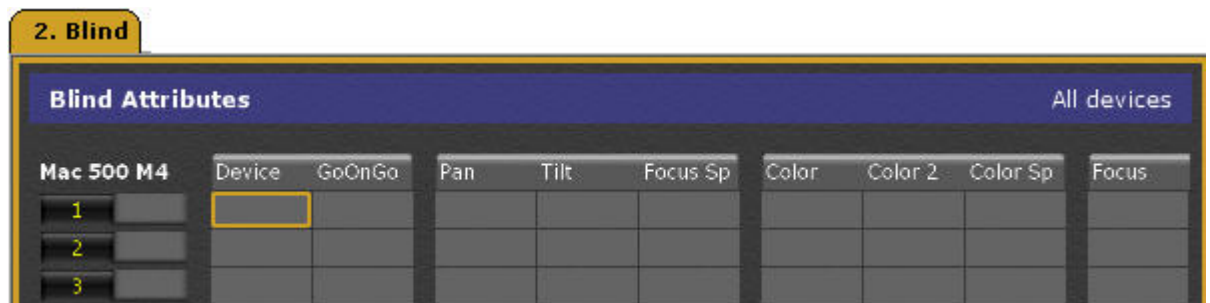 2. Blind
Blind Attributes All devices
Mac 500 M4 Device GoOnGo Pan Tilt Focus Sp Color Color 2 Color Sp Focus
1
2
3